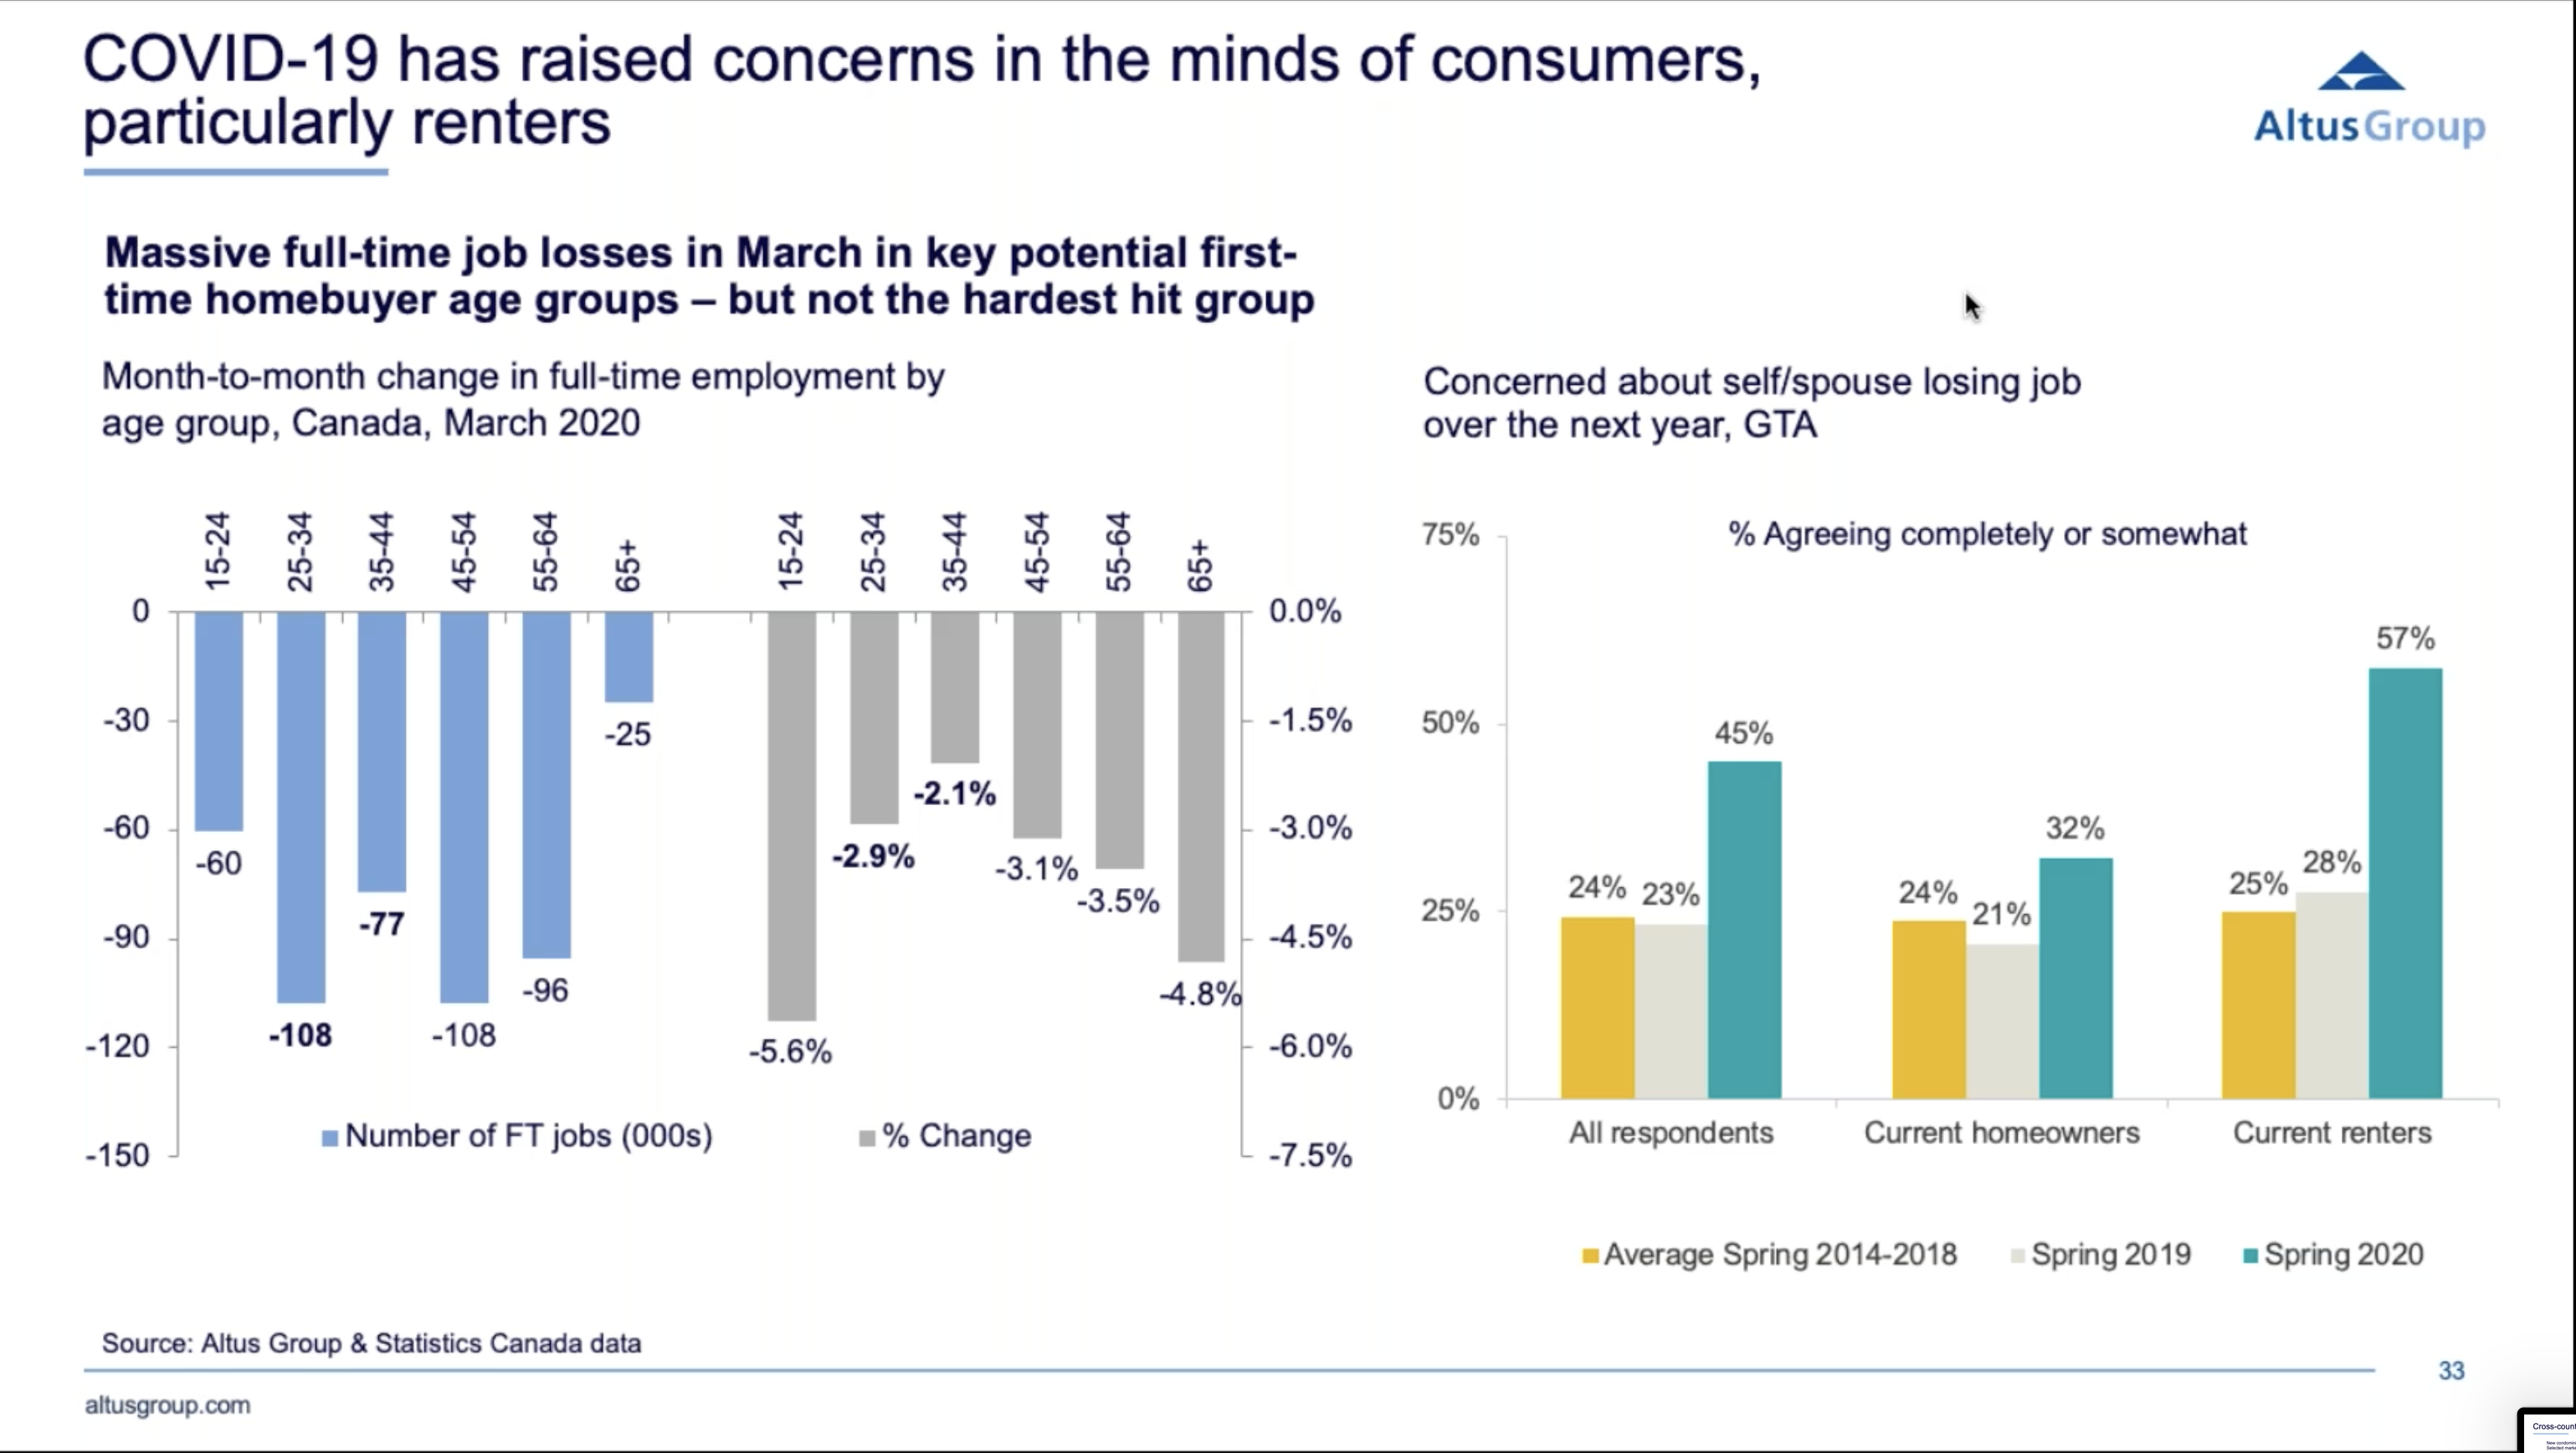 COVID-19 has raised concerns in the minds of consumers,
particularly renters
AltusGroup
Massive full-time job losses in March in key potential first-
time homebuyer age groups – but not the hardest hit group
Month-to-month change in full-time employment by
age group, Canada, March 2020
15-24 25-34 35-44 45-54 55-64 65+ 15-24 25-34 35-44 45-54 55-64 65+
0
-30
-60
-90
-120
-150
-60
-108
-77
-108
-96
-25
-5.6%
-2.9%
-2.1%
-3.1%
-3.5%
-4.8%
0.0%
-1.5%
-3.0%
-4.5%
-6.0%
-7.5%
Number of FT jobs (000s) % Change
Concerned about self/spouse losing job
over the next year, GTA
% Agreeing completely or somewhat
75%
50%
25%
0%
24% 23% 45%
24% 21% 32%
25% 28% 57%
All respondents Current homeowners Current renters
Average Spring 2014-2018 Spring 2019 Spring 2020
Source: Altus Group & Statistics Canada data
33
altusgroup.com